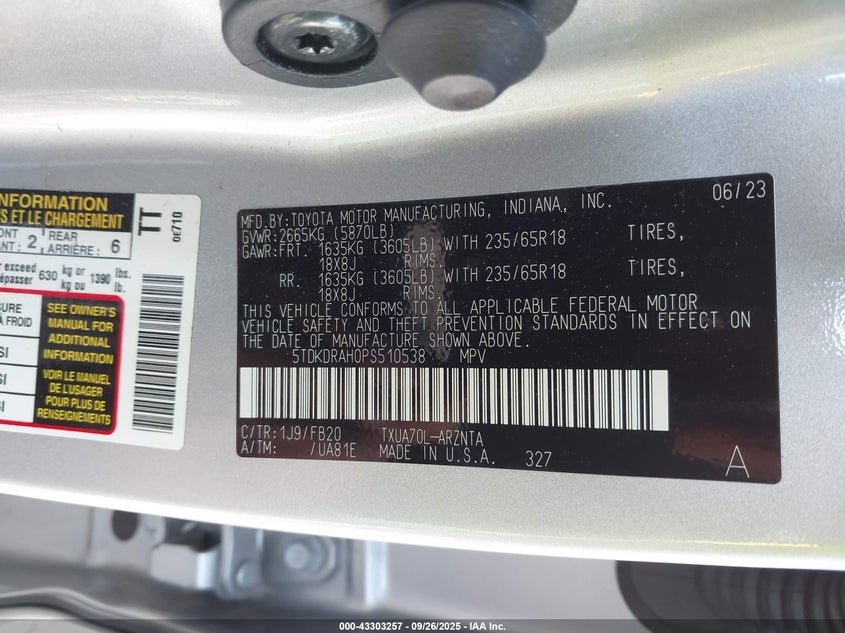 INFORMATION
S ET LE CHARGEMENT
2 REAR 6
ARRIÈRE:
exceed 630 kg or 1390 lbs.
kg ou lb.
À FROID
SEE OWNER'S
MANUAL FOR
ADDITIONAL
INFORMATION
VOIR LE MANUEL
DE L'USAGER
POUR PLUS DE
RENSEIGNEMENTS
TT
0E710
06/23
MFD.BY:TOYOTA MOTOR MANUFACTURING, INDIANA, INC.
GVWR:2665KG (5870LB)
GAWR:FRT. 1635KG (3605LB) WITH 235/65R18 TIRES,
18X8J RIMS.
RR. 1635KG (3605LB) WITH 235/65R18 TIRES,
18X8J RIMS.
THIS VEHICLE CONFORMS TO ALL APPLICABLE FEDERAL MOTOR
VEHICLE SAFETY AND THEFT PREVENTION STANDARDS IN EFFECT ON
THE DATE OF MANUFACTURE SHOWN ABOVE.
5TDKDRAH0PS510538 MPV
C/TR:1J9/FB20 TXUA70L-ARZNTA
A/TM: /UA81E MADE IN U.S.A. 327
A
000-43303257 - 09/26/2025 - IAA Inc.